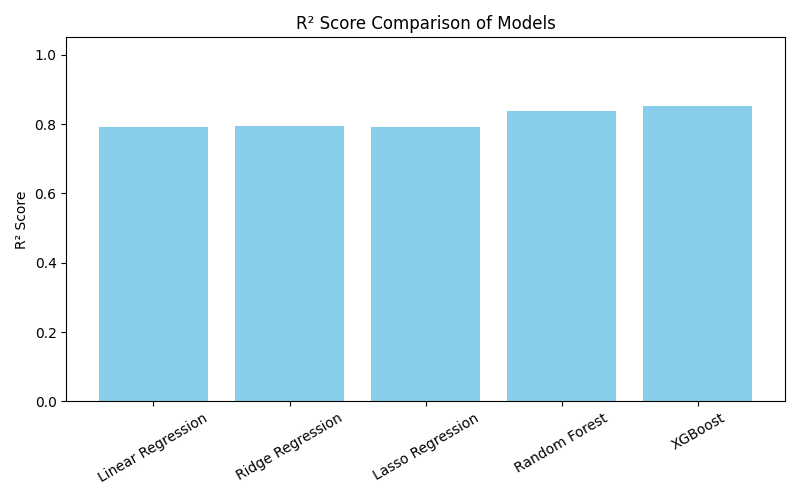 R² Score Comparison of Models
1.0
0.8
0.6
0.4
0.2
0.0
R² Score
Linear Regression
Ridge Regression
Lasso Regression
Random Forest
XGBoost